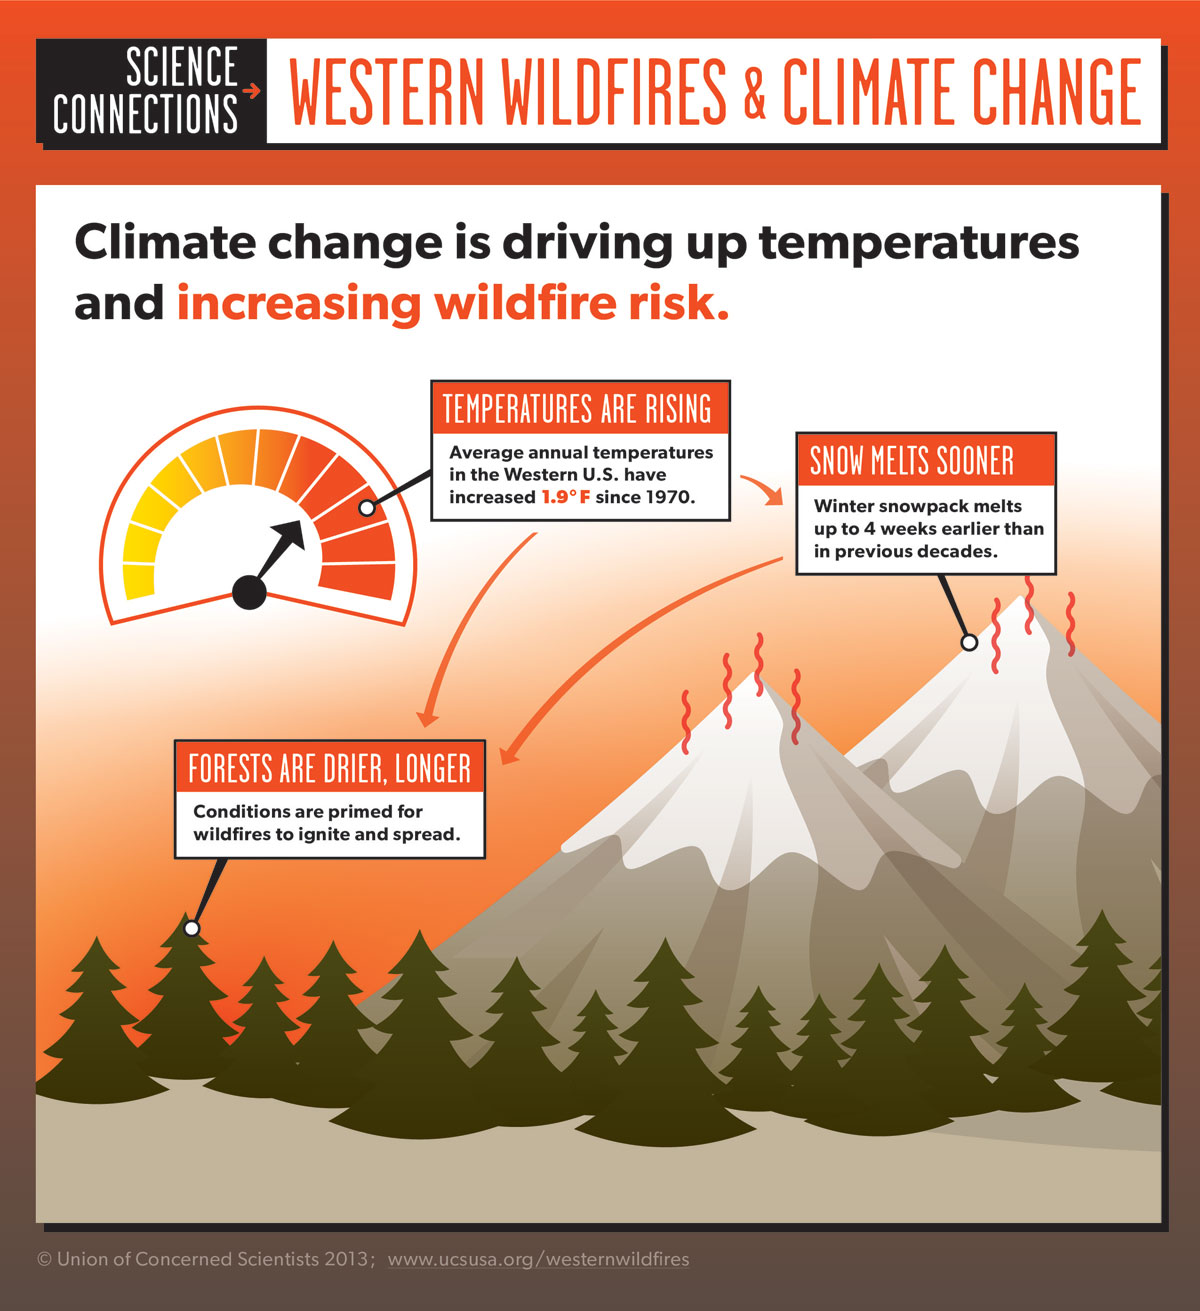 SCIENCE
CONNECTIONS
WESTERN WILDFIRES & CLIMATE CHANGE
Climate change is driving up temperatures
and increasing wildfire risk.
TEMPERATURES ARE RISING
Average annual temperatures
in the Western U.S. have
increased 1.9° F since 1970.
SNOW MELTS SOONER
Winter snowpack melts
up to 4 weeks earlier than
in previous decades.
FORESTS ARE DRIER, LONGER
Conditions are primed for
wildfires to ignite and spread.
© Union of Concerned Scientists 2013; www.ucsusa.org/westernwildfires